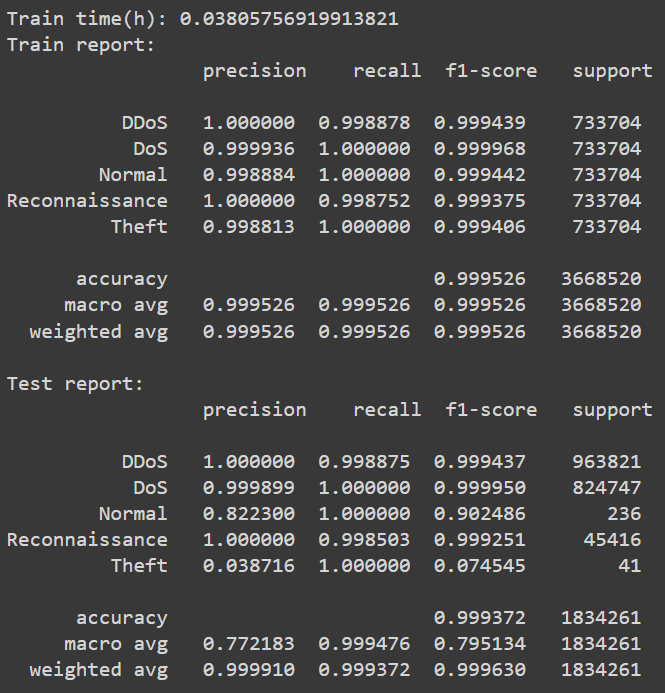 Train time(h): 0.03805756919913821
Train report:
precision recall f1-score support
DDoS 1.000000 0.998878 0.999439 733704
DoS 0.999936 1.000000 0.999968 733704
Normal 0.998884 1.000000 0.999442 733704
Reconnaissance 1.000000 0.998752 0.999375 733704
Theft 0.998813 1.000000 0.999406 733704
accuracy 0.999526 3668520
macro avg 0.999526 0.999526 0.999526 3668520
weighted avg 0.999526 0.999526 0.999526 3668520
Test report:
precision recall f1-score support
DDoS 1.000000 0.998875 0.999437 963821
DoS 0.999899 1.000000 0.999950 824747
Normal 0.822300 1.000000 0.902486 236
Reconnaissance 1.000000 0.998503 0.999251 45416
Theft 0.038716 1.000000 0.074545 41
accuracy 0.999372 1834261
macro avg 0.772183 0.999476 0.795134 1834261
weighted avg 0.999910 0.999372 0.999630 1834261